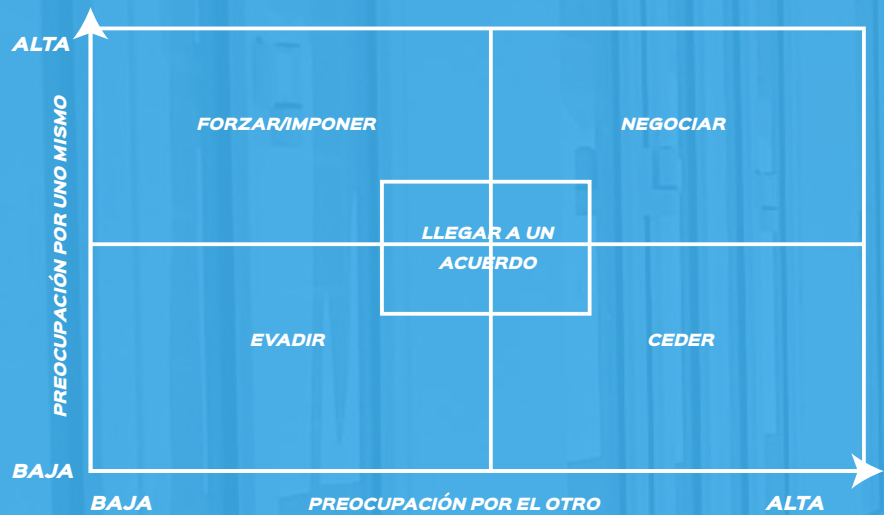 ALTA
FORZAR/IMPONER
NEGOCIAR
PREOCUPACIÓN POR UNO MISMO
LLEGAR A UN
ACUERDO
EVADIR
CEDER
BAJA
BAJA
PREOCUPACIÓN POR EL OTRO
ALTA